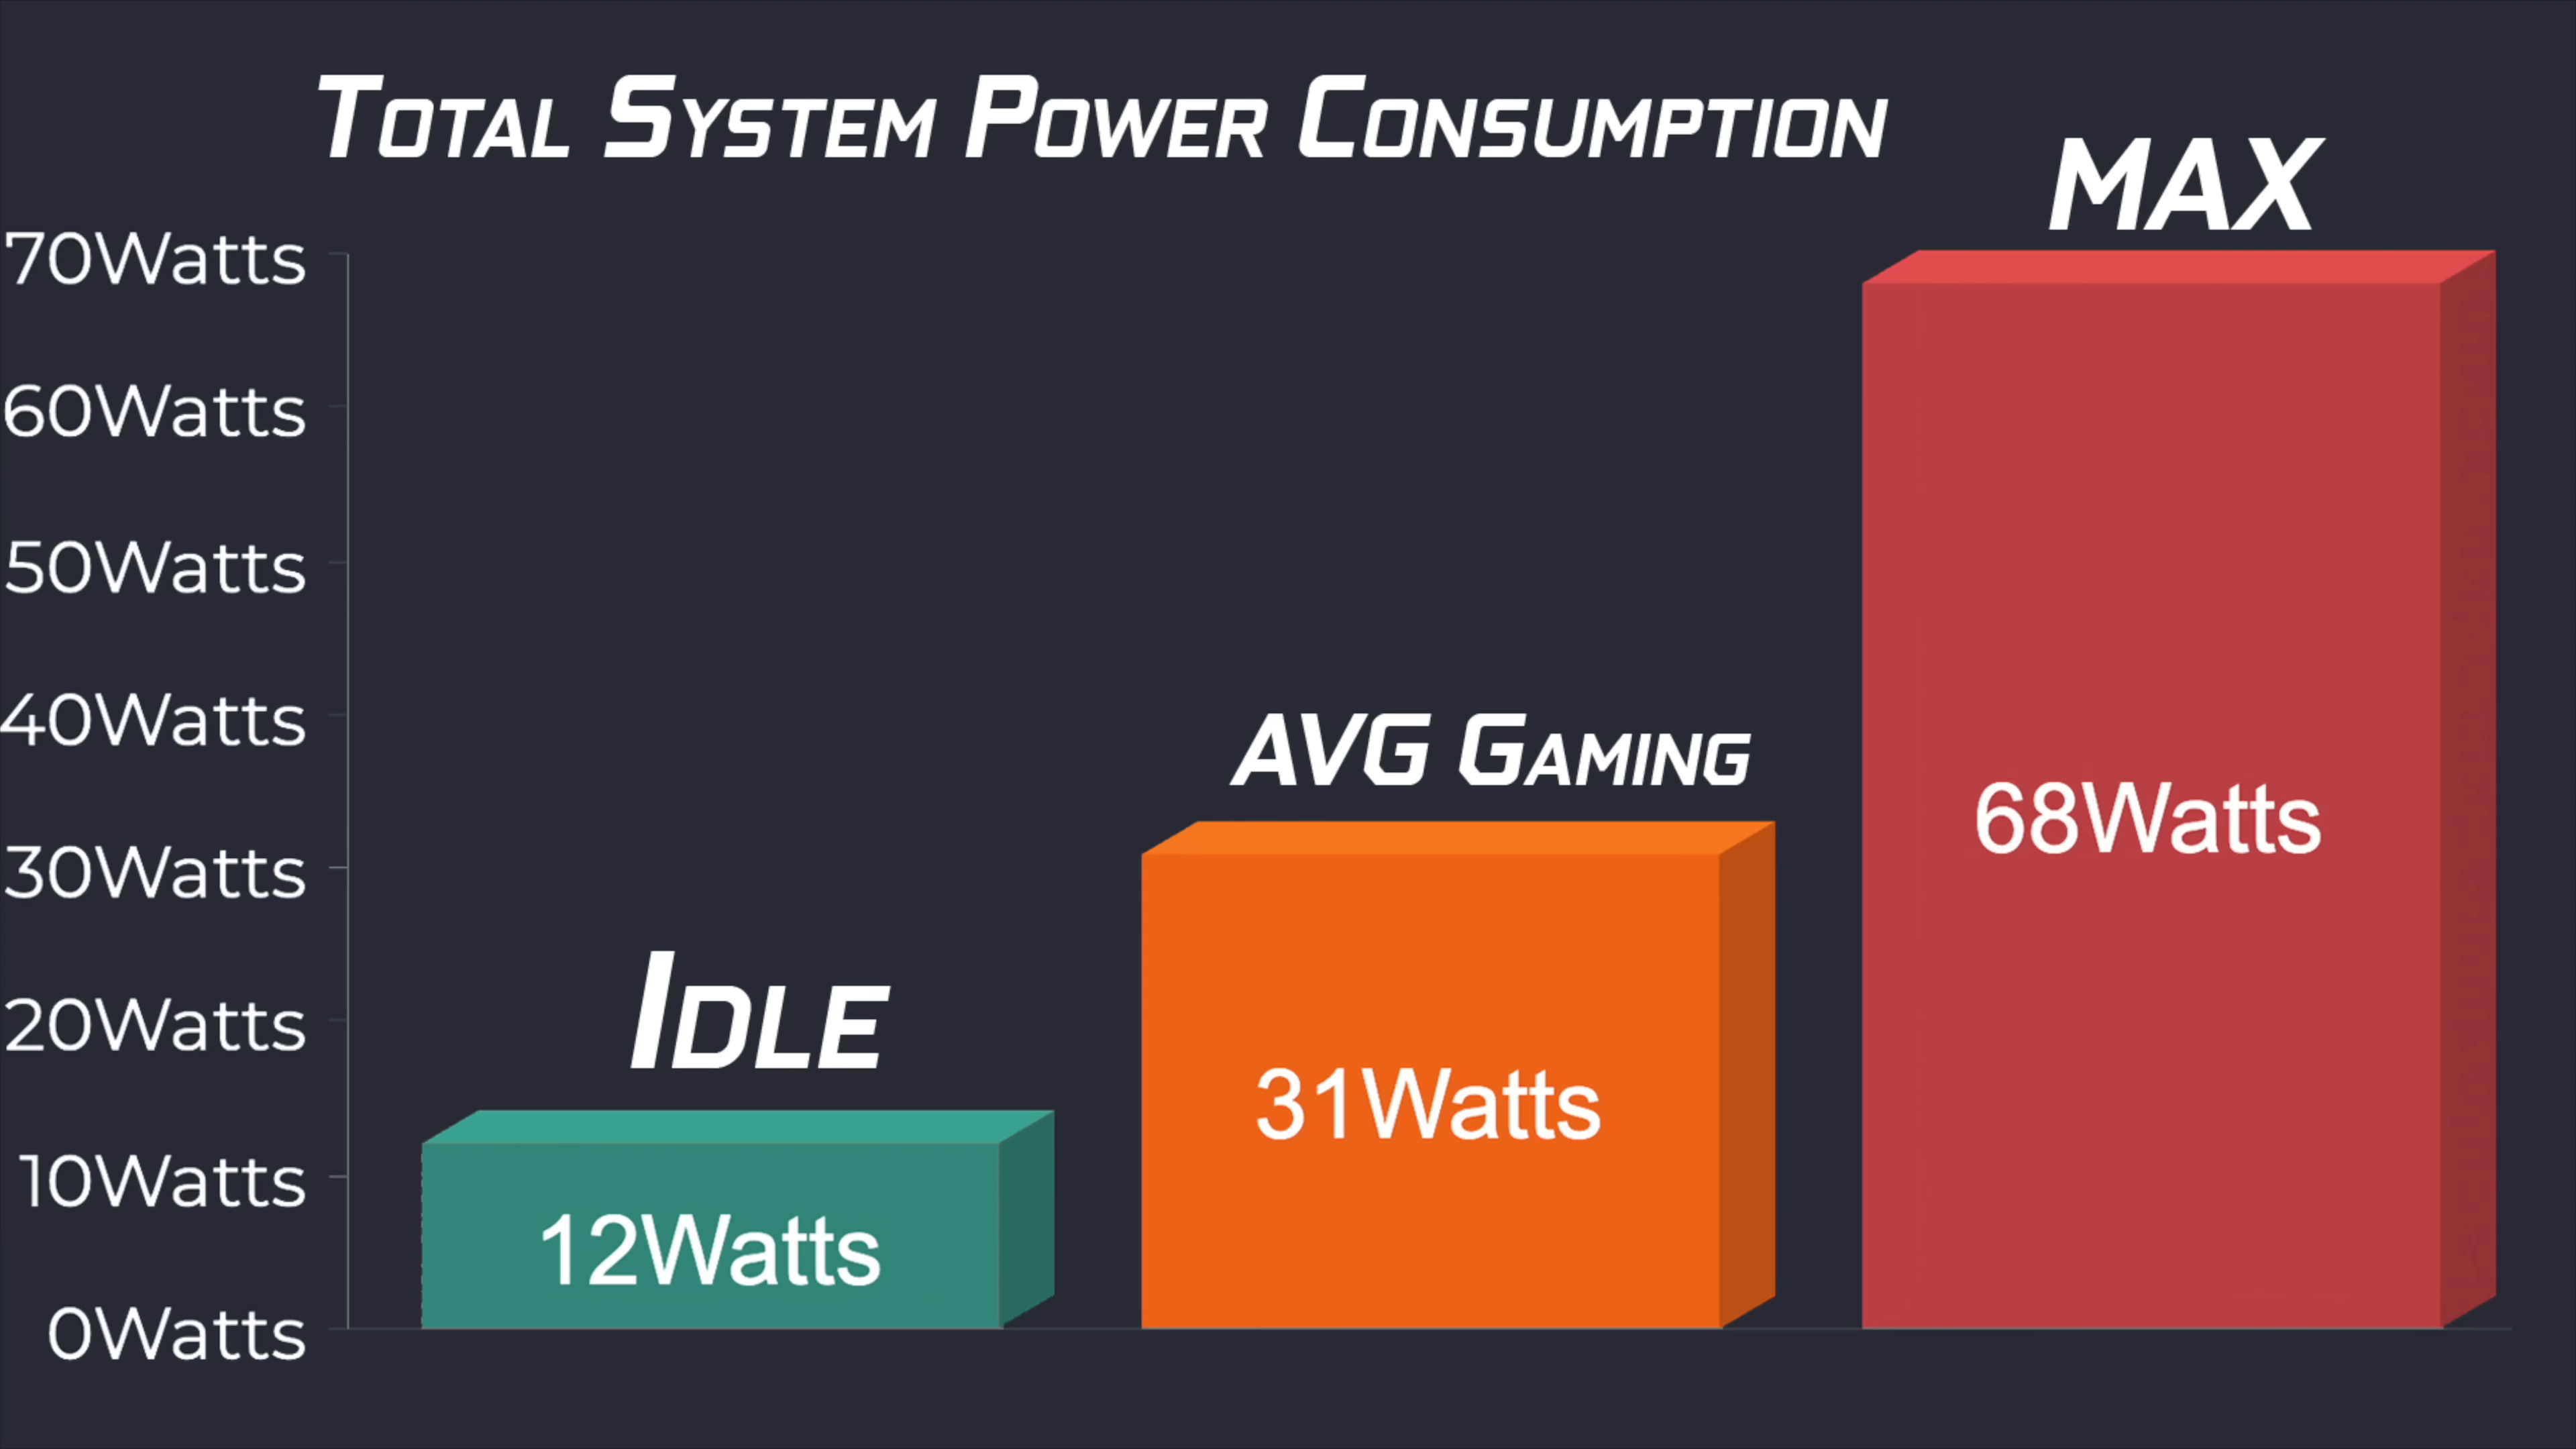 Total System Power Consumption
MAX
70Watts
60Watts
50Watts
40Watts
AVG Gaming
68Watts
30Watts
Idle
20Watts
31Watts
10Watts
12Watts
0Watts